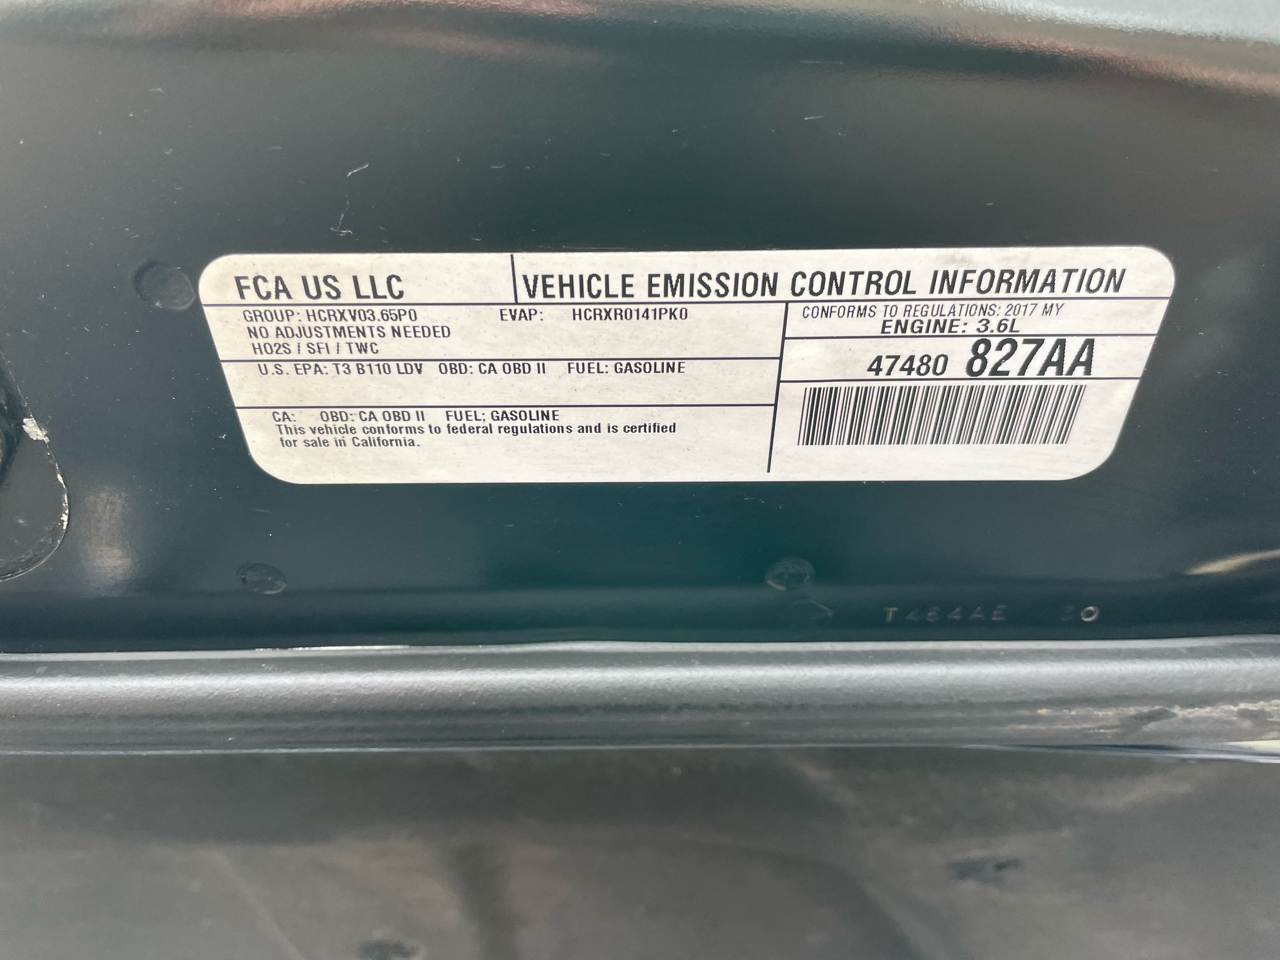 FCA US LLC
VEHICLE EMISSION CONTROL INFORMATION
GROUP: HCRXV03.65P0 EVAP: HCRXR0141PK0
NO ADJUSTMENTS NEEDED
HO2S / SFI / TWC
U.S. EPA: T3 B110 LDV OBD: CA OBD II FUEL: GASOLINE
CA: OBD: CA OBD II FUEL: GASOLINE
This vehicle conforms to federal regulations and is certified
for sale in California.
CONFORMS TO REGULATIONS: 2017 MY
ENGINE: 3.6L
47480 827AA